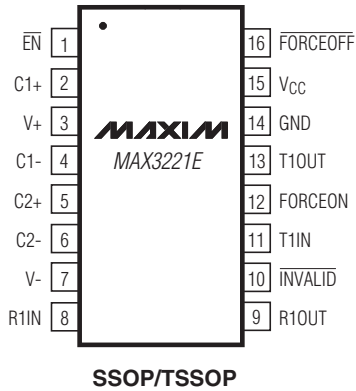 EN 1 16 FORCEOFF
C1+ 2 15 VCC
V+ 3 MAXIM 14 GND
C1- 4 MAX3221E 13 T1OUT
C2+ 5 12 FORCEON
C2- 6 11 T1IN
V- 7 10 INVALID
R1IN 8 9 R1OUT
SSOP/TSSOP